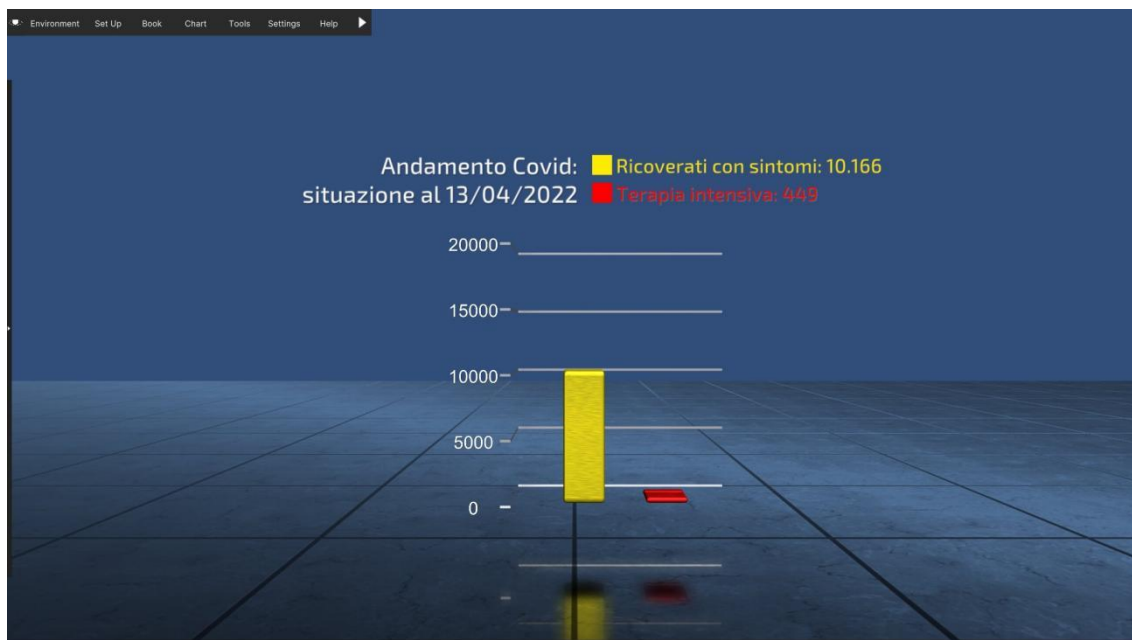 Environment Set Up Book Chart Tools Settings Help
Andamento Covid:
situazione al 13/04/2022
Ricoverati con sintomi: 10.166
Terapia intensiva: 449
20000
15000
10000
5000
0